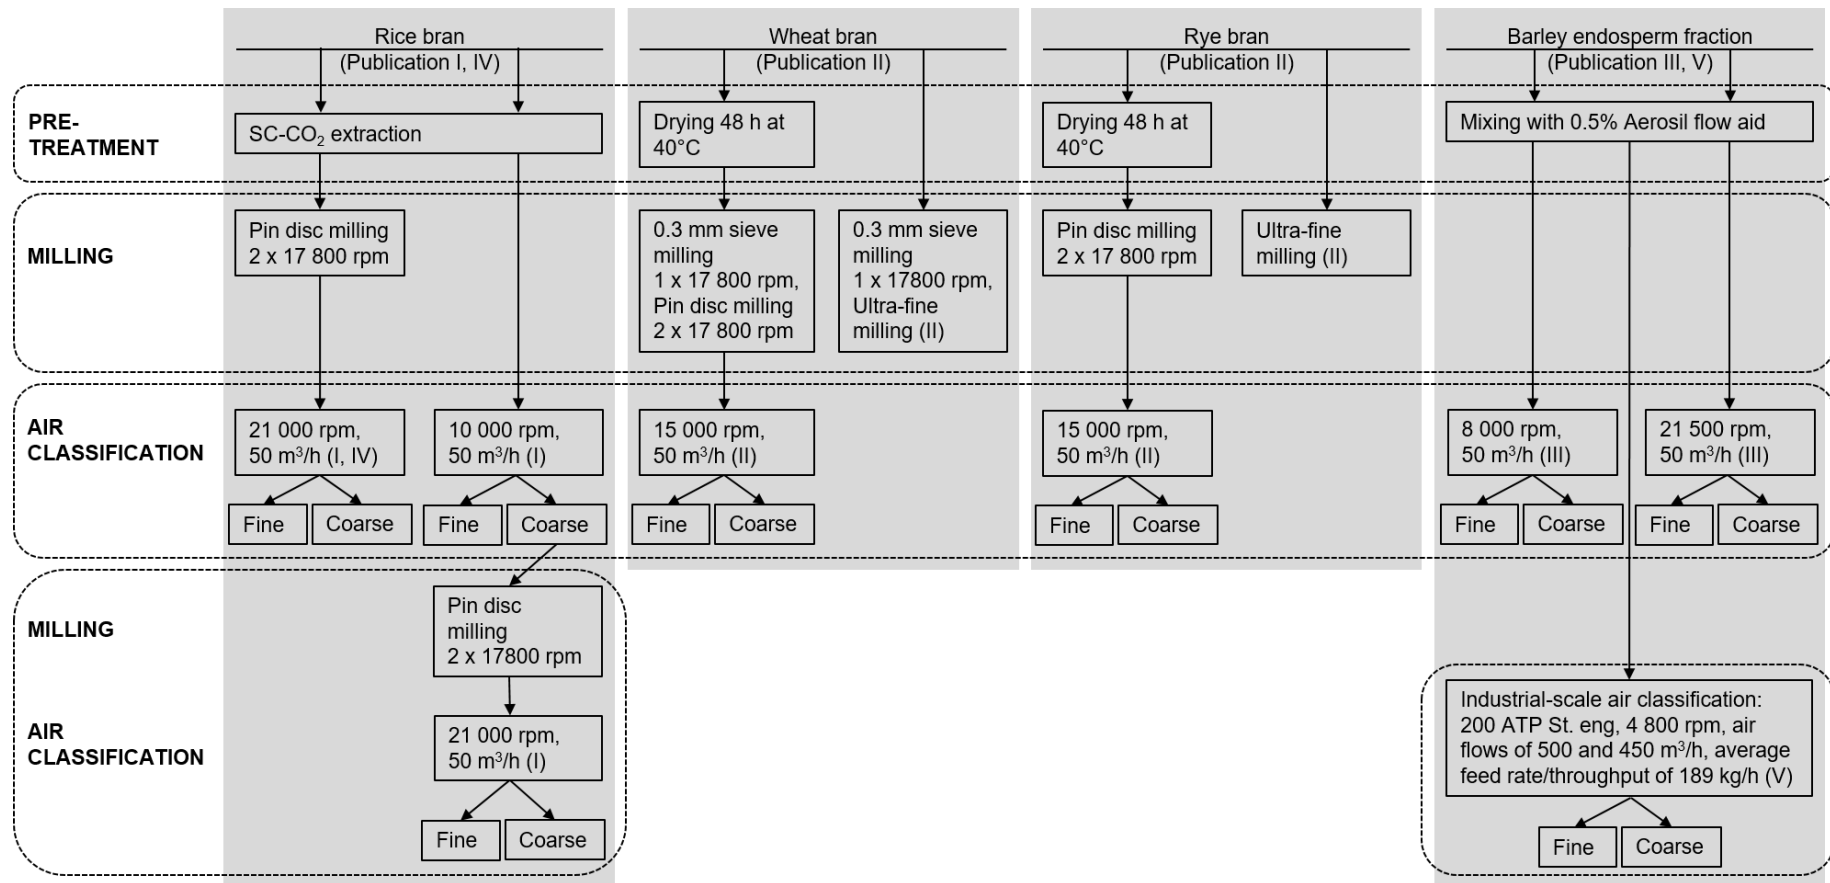 Rice bran
(Publication I, IV)
Wheat bran
(Publication II)
Rye bran
(Publication II)
Barley endosperm fraction
(Publication III, V)
PRE-
TREATMENT
SC-CO₂ extraction
Drying 48 h at
40°C
Drying 48 h at
40°C
Mixing with 0.5% Aerosil flow aid
MILLING
Pin disc milling
2 x 17 800 rpm
0.3 mm sieve
milling
1 x 17 800 rpm,
Pin disc milling
2 x 17 800 rpm
0.3 mm sieve
milling
1 x 17800 rpm,
Ultra-fine
milling (II)
Pin disc milling
2 x 17 800 rpm
Ultra-fine
milling (II)
AIR
CLASSIFICATION
21 000 rpm,
50 m³/h (I, IV)
10 000 rpm,
50 m³/h (I)
15 000 rpm,
50 m³/h (II)
15 000 rpm,
50 m³/h (II)
8 000 rpm,
50 m³/h (III)
21 500 rpm,
50 m³/h (III)
Fine
Coarse
Fine
Coarse
Fine
Coarse
Fine
Coarse
Fine
Coarse
Fine
Coarse
MILLING
Pin disc
milling
2 x 17800 rpm
AIR
CLASSIFICATION
21 000 rpm,
50 m³/h (I)
Fine
Coarse
Industrial-scale air classification:
200 ATP St. eng, 4 800 rpm, air
flows of 500 and 450 m³/h, average
feed rate/throughput of 189 kg/h (V)
Fine
Coarse